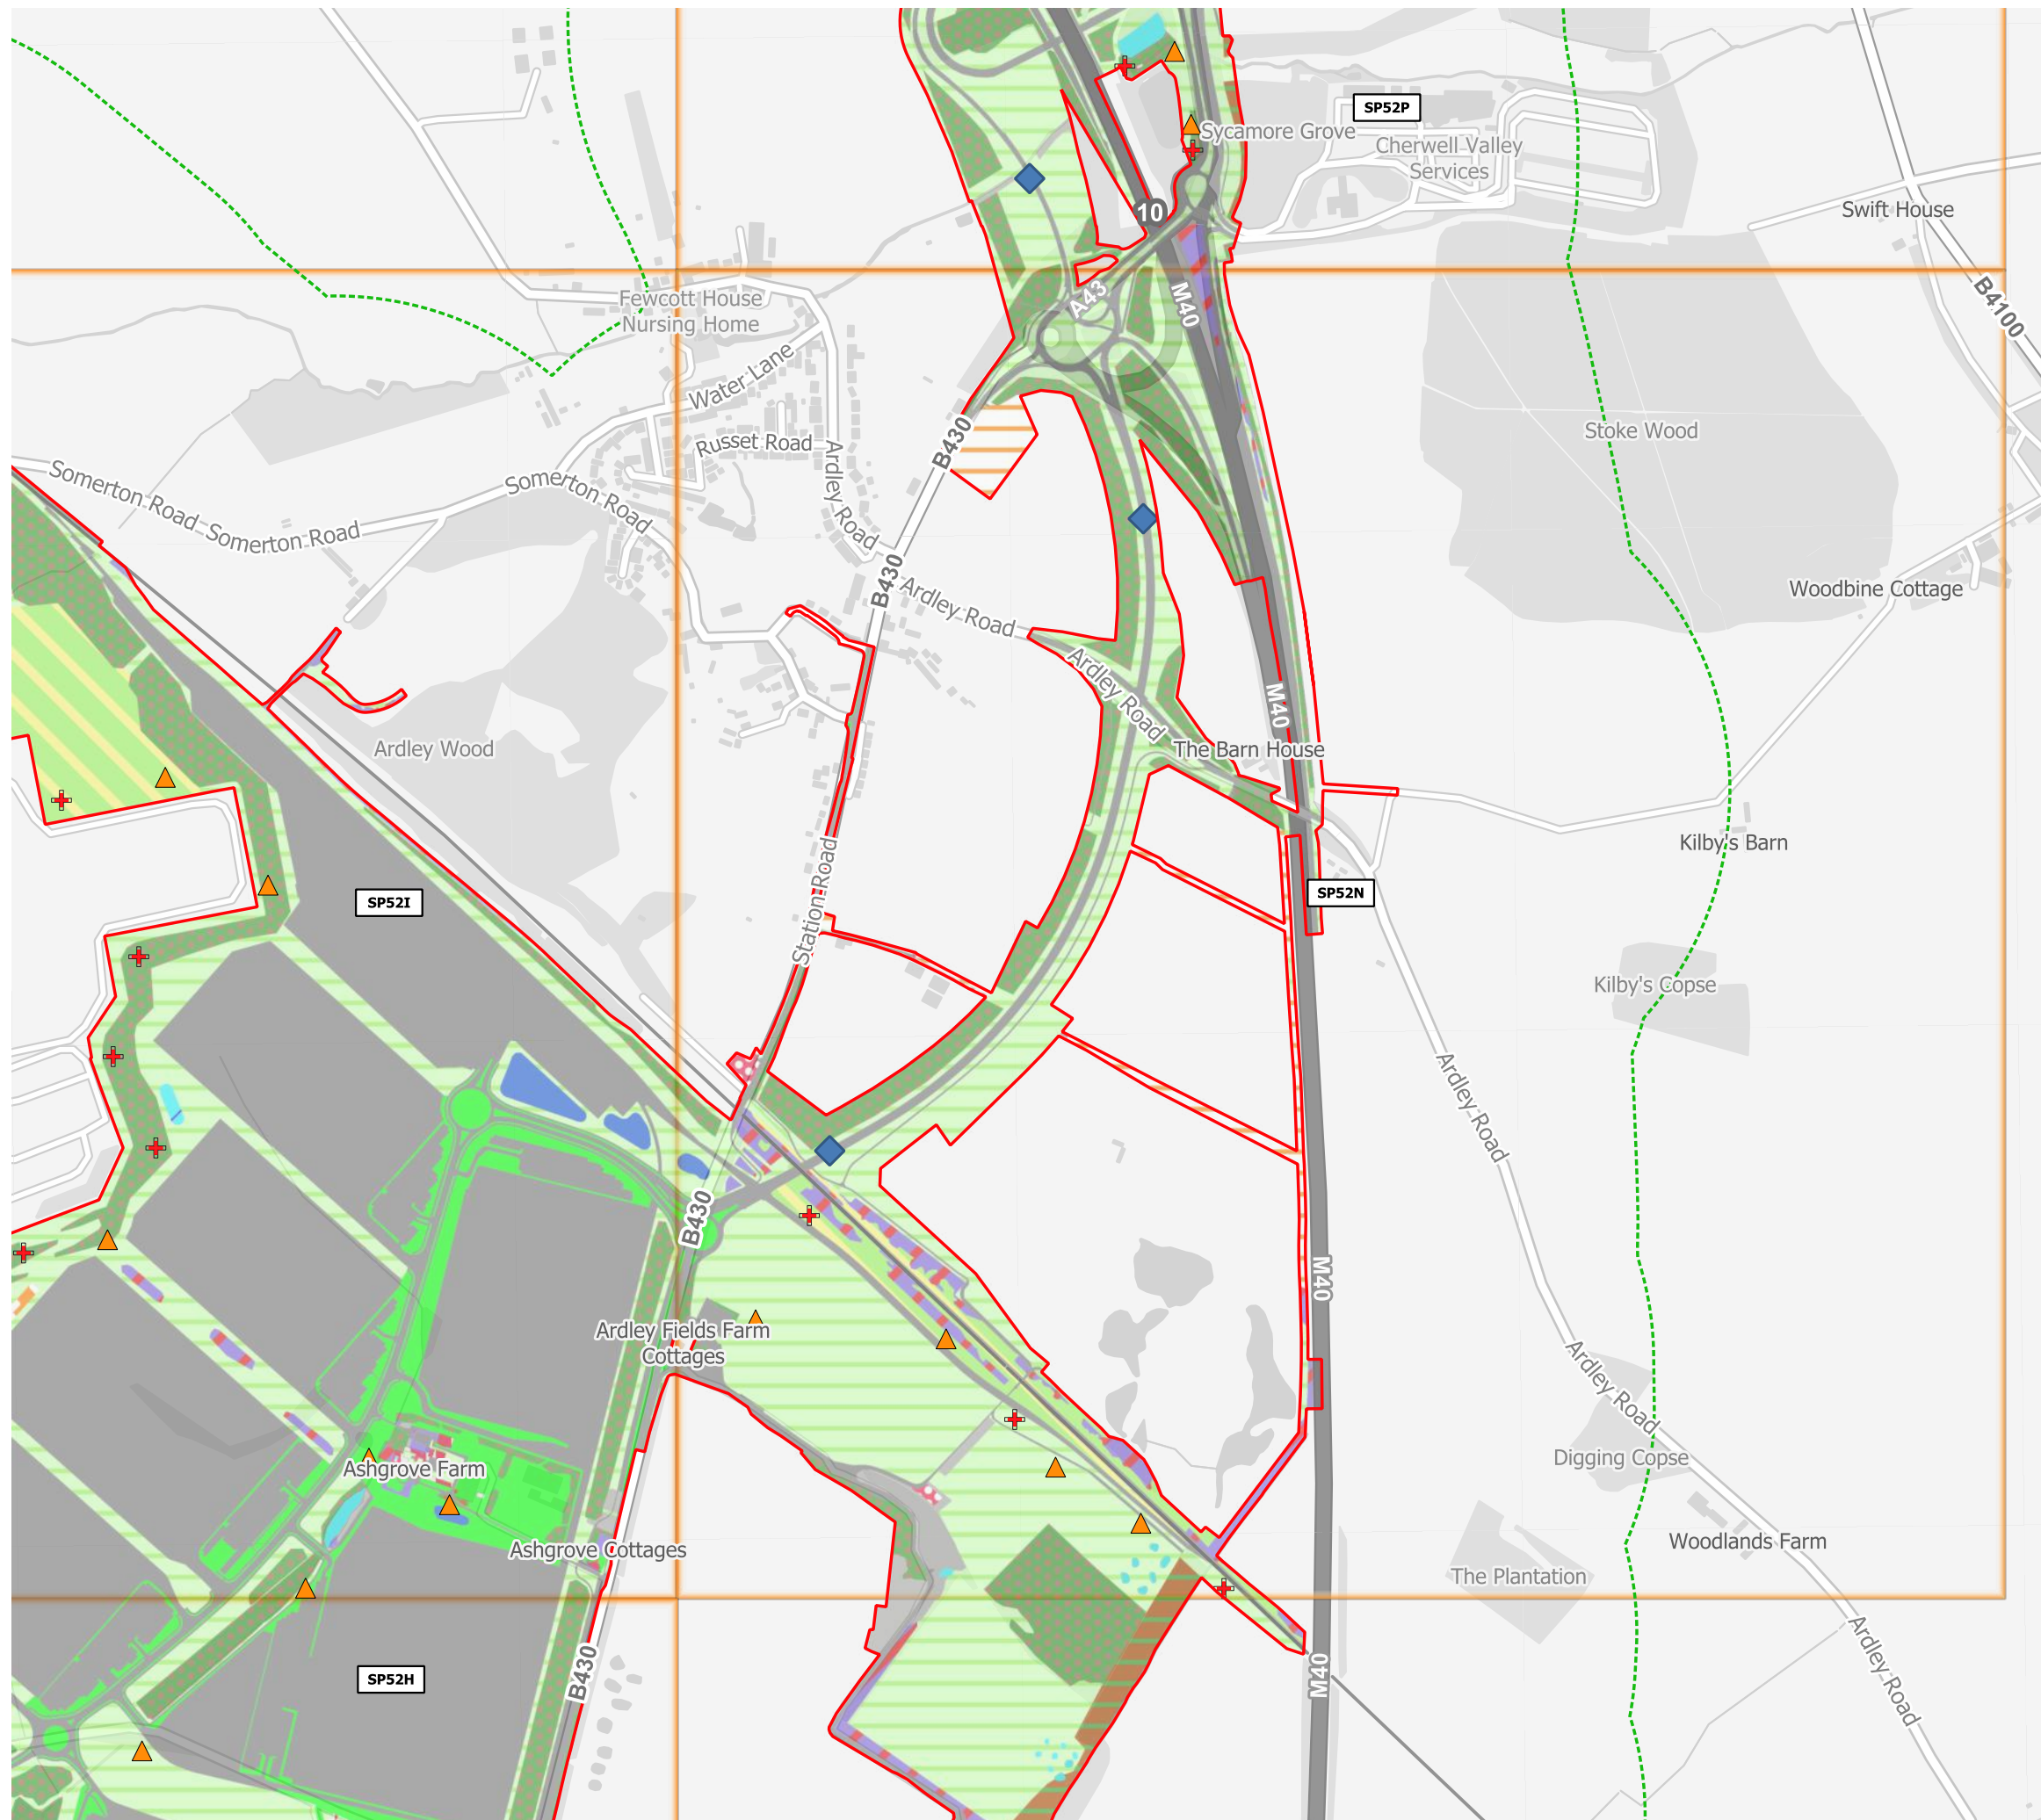 SP52P
Sycamore Grove
Cherwell Valley
Services
10
Swift House
A43
M40
B4100
Fewcott House
Nursing Home
Water Lane
Russet Road
B430
Stoke Wood
Somerton Road
Somerton Road
Somerton Road
Ardley Road
B430
Ardley Road
Woodbine Cottage
Ardley Road
M40
Ardley Wood
The Barn House
Kilby's Barn
SP52I
Station Road
SP52N
Kilby's Copse
Ardley Road
B430
M40
Ardley Fields Farm
Cottages
Ardley Road
Ashgrove Farm
Digging Copse
Ashgrove Cottages
Woodlands Farm
The Plantation
SP52H
B430
M40
Ardley Road